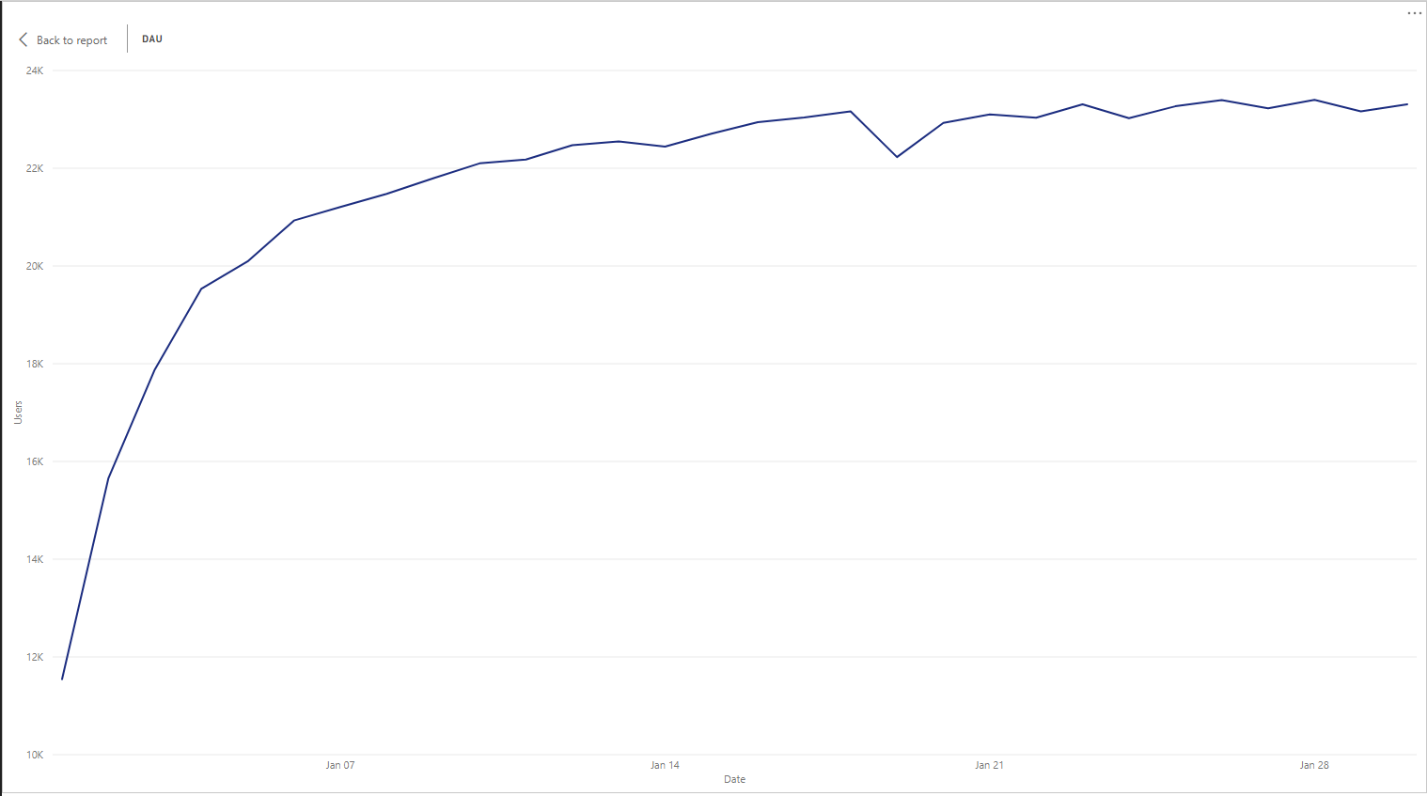 ...
Back to report
DAU
24K
22K
20K
18K
Users
16K
14K
12K
10K
Jan 07
Jan 14
Jan 21
Jan 28
Date